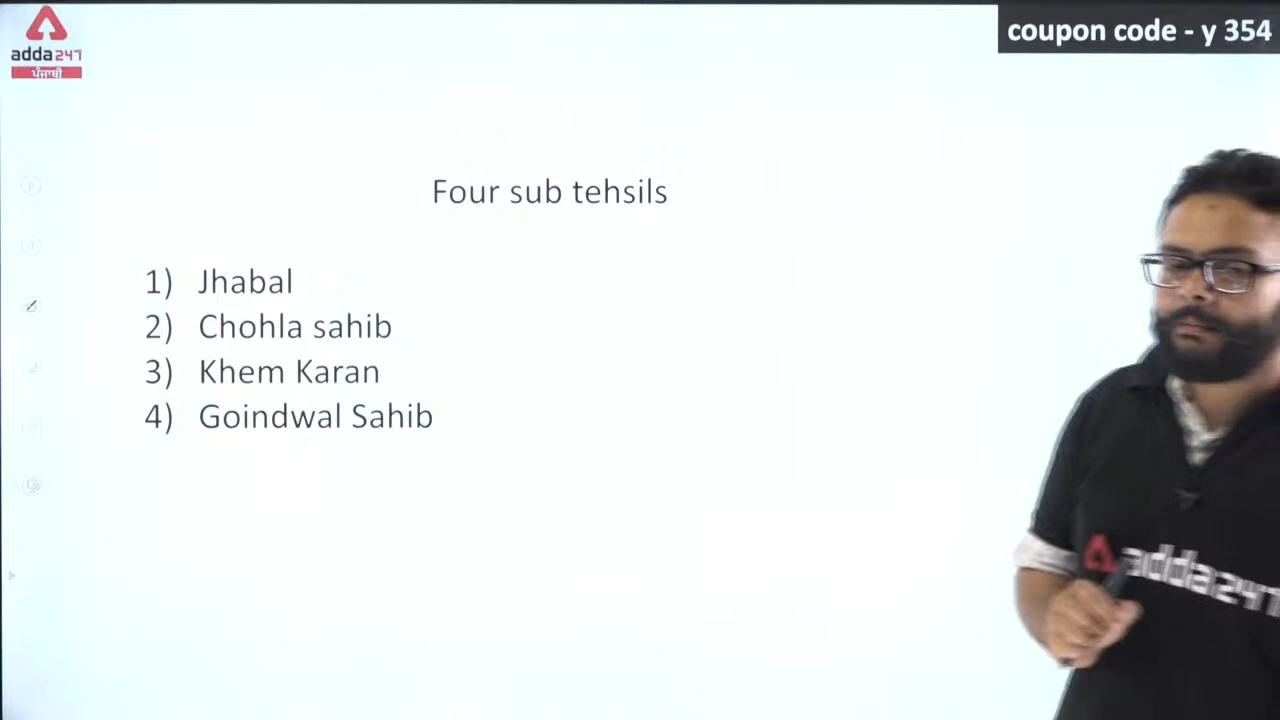 adda247
ਪੰਜਾਬੀ
coupon code - y 354
Four sub tehsils
1) Jhabal
2) Chohla sahib
3) Khem Karan
4) Goindwal Sahib
adda247